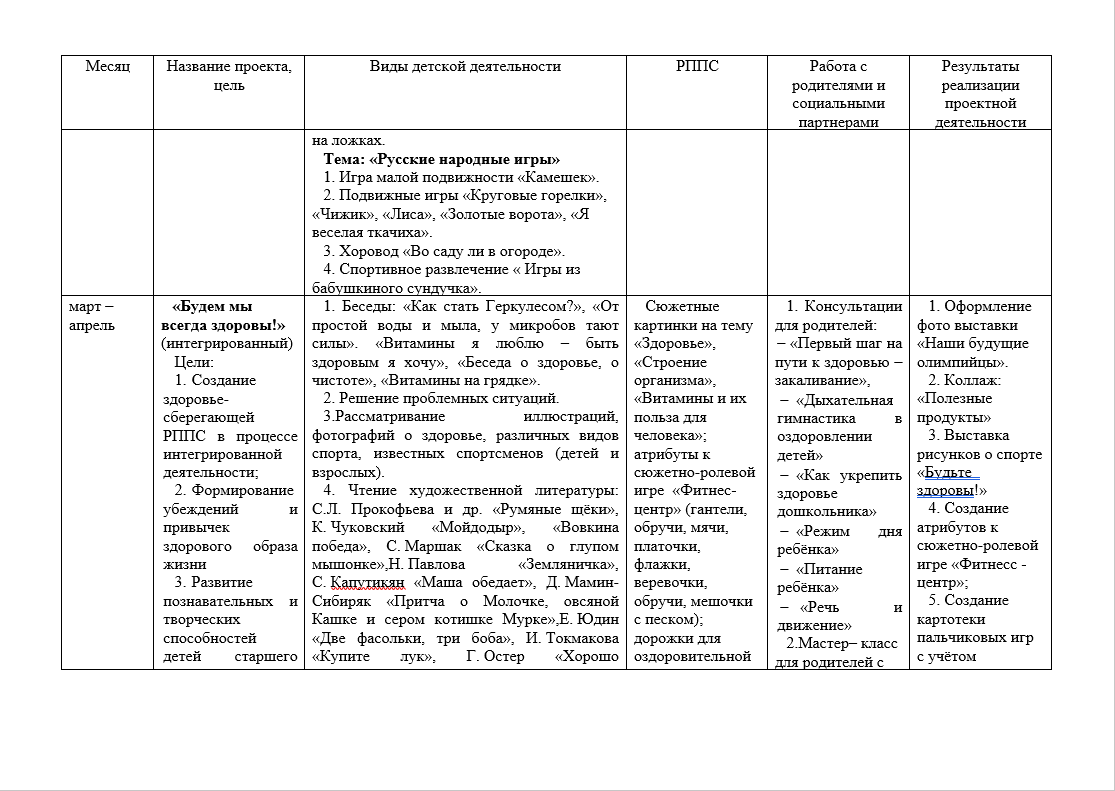 Месяц
Название проекта,
цель
Виды детской деятельности
РППС
Работа с
родителями и
социальными
партнерами
Результаты
реализации
проектной
деятельности
на ложках.
Тема: «Русские народные игры»
1. Игра малой подвижности «Камешек».
2. Подвижные игры «Круговые горелки»,
«Чижик», «Лиса», «Золотые ворота», «Я
веселая ткачиха».
3. Хоровод «Во саду ли в огороде».
4. Спортивное развлечение « Игры из
бабушкиного сундучка».
март –
апрель
«Будем мы
всегда здоровы!»
(интегрированный)
Цели:
1. Создание
здоровье-
сберегающей
РППС в процессе
интегрированной
деятельности;
2. Формирование
убеждений и
привычек
здорового образа
жизни
3. Развитие
познавательных и
творческих
способностей
детей старшего
1. Беседы: «Как стать Геркулесом?», «От
простой воды и мыла, у микробов тают
силы». «Витамины я люблю – быть
здоровым я хочу», «Беседа о здоровье, о
чистоте», «Витамины на грядке».
2. Решение проблемных ситуаций.
3.Рассматривание иллюстраций,
фотографий о здоровье, различных видов
спорта, известных спортсменов (детей и
взрослых).
4. Чтение художественной литературы:
С.Л. Прокофьева и др. «Румяные щёки»,
К. Чуковский «Мойдодыр», «Вовкина
победа», С. Маршак «Сказка о глупом
мышонке»,Н. Павлова «Земляничка»,
С. Капутикян «Маша обедает», Д. Мамин-
Сибиряк «Притча о Молочке, овсяной
Кашке и сером котишке Мурке»,Е. Юдин
«Две фасольки, три боба», И. Токмакова
«Купите лук», Г. Остер «Хорошо
Сюжетные
картинки на тему
«Здоровье»,
«Строение
организма»,
«Витамины и их
польза для
человека»;
атрибуты к
сюжетно-ролевой
игре «Фитнес-
центр» (гантели,
обручи, мячи,
платочки,
флажки,
веревочки,
обручи, мешочки
с песком);
дорожки для
оздоровительной
1. Консультации
для родителей:
– «Первый шаг на
пути к здоровью –
закаливание»,
– «Дыхательная
гимнастика в
оздоровлении
детей»
– «Как укрепить
здоровье
дошкольника»
– «Режим дня
ребёнка»
– «Питание
ребёнка»
– «Речь и
движение»
2.Мастер– класс
для родителей с
1. Оформление
фото выставки
«Наши будущие
олимпийцы».
2. Коллаж:
«Полезные
продукты»
3. Выставка
рисунков о спорте
«Будьте
здоровы!»
4. Создание
атрибутов к
сюжетно-ролевой
игре «Фитнесс -
центр»;
5. Создание
картотеки
пальчиковых игр
с учётом